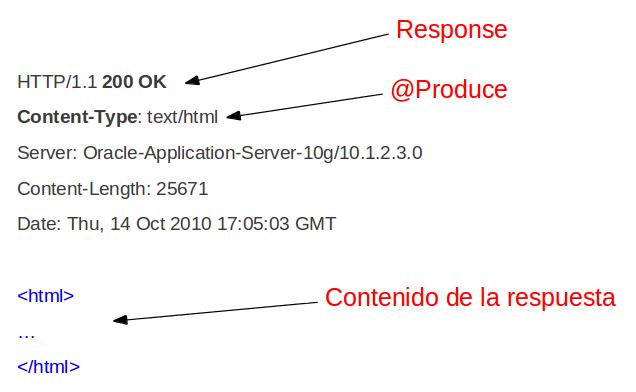 Response
HTTP/1.1 200 OK
@Produce
Content-Type: text/html
Server: Oracle-Application-Server-10g/10.1.2.3.0
Content-Length: 25671
Date: Thu, 14 Oct 2010 17:05:03 GMT
<html>
Contenido de la respuesta
...
</html>